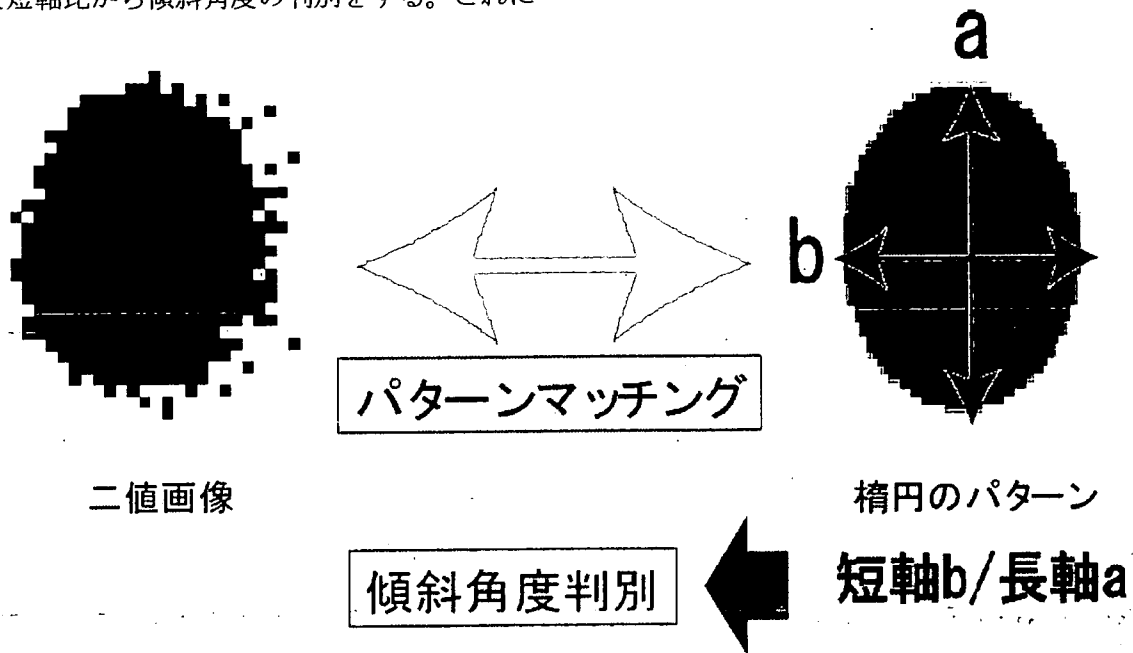 短軸比から傾斜角度の判別をする。これに
a
b
パターンマッチング
二値画像
楕円のパターン
傾斜角度判別
短軸b/長軸a